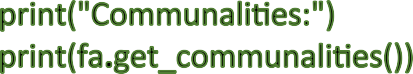 print("Communalities:")
print(fa.get_communalities())